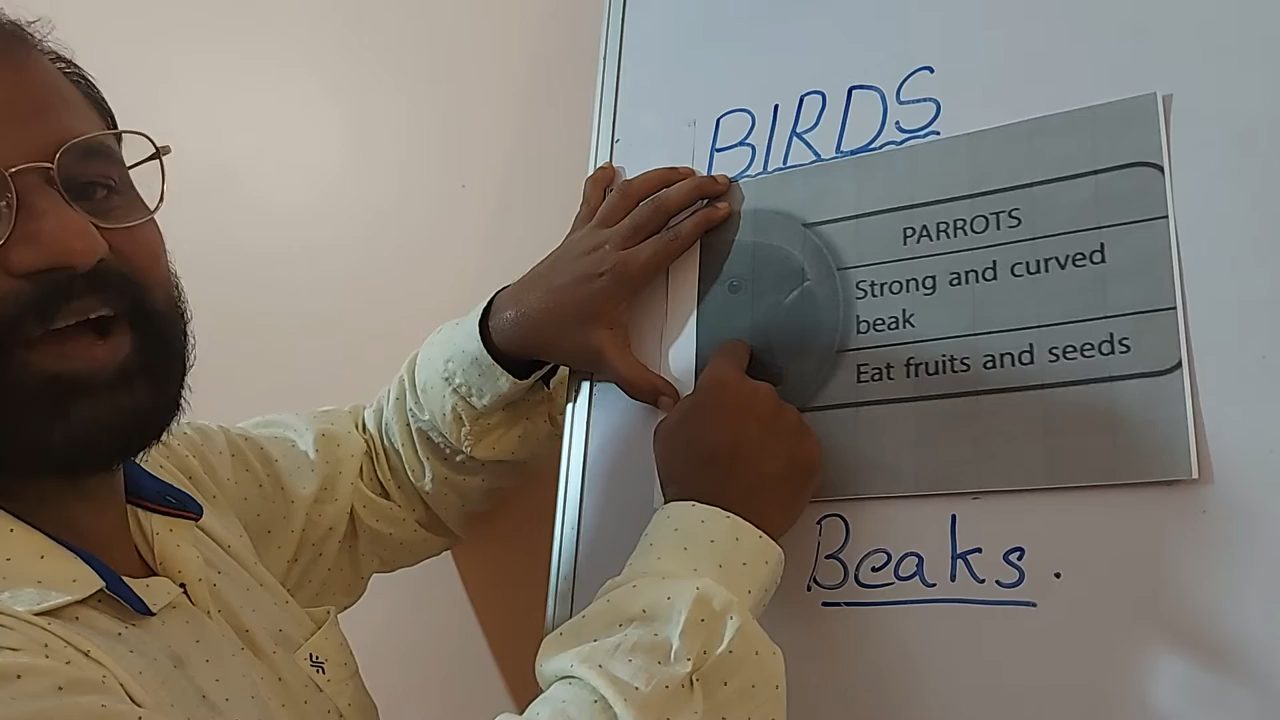 BIRDS
PARROTS
Strong and curved
beak
Eat fruits and seeds
Beaks.